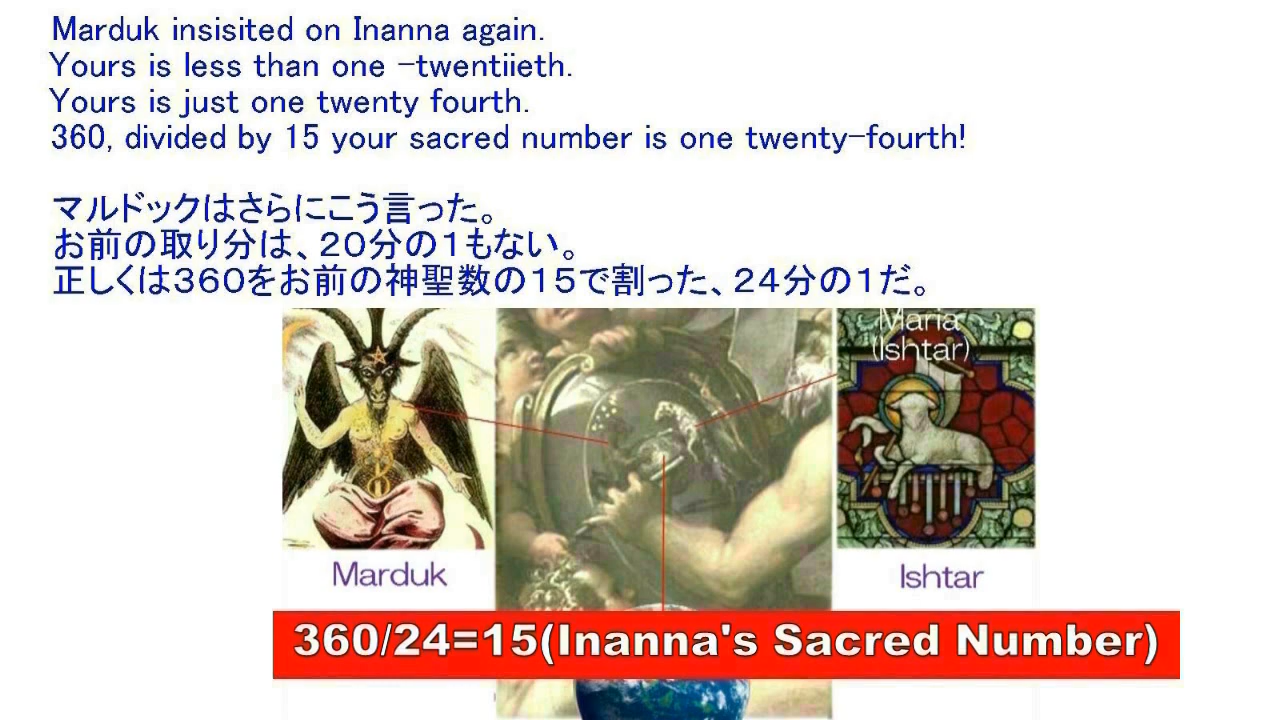 Marduk insisited on Inanna again.
Yours is less than one -twentiieth.
Yours is just one twenty fourth.
360, divided by 15 your sacred number is one twenty-fourth!
マルドックはさらにこう言った。
お前の取り分は、２０分の１もない。
正しくは３６０をお前の神聖数の１５で割った、２４分の１だ。
Maria
(Ishtar)
Marduk
Ishtar
360/24=15(Inanna's Sacred Number)